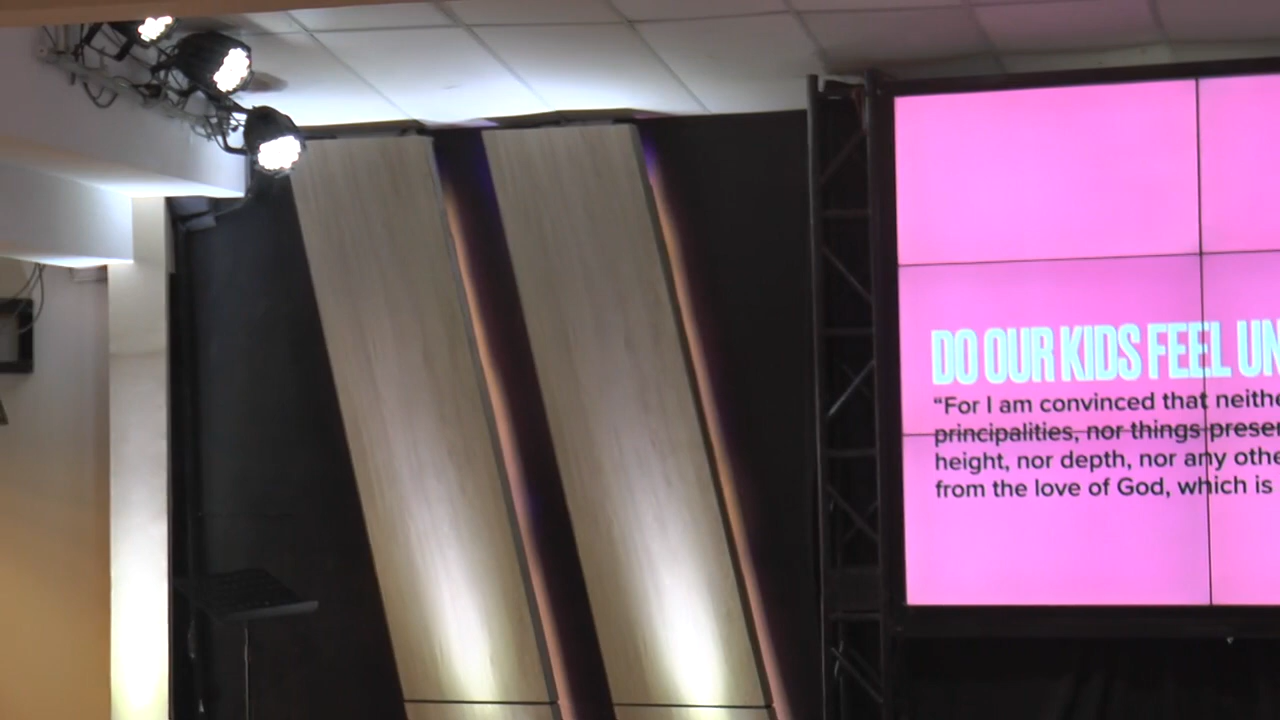 DO OUR KIDS FEEL UN
“For I am convinced that neithe
principalities, nor things presen
height, nor depth, nor any othe
from the love of God, which is